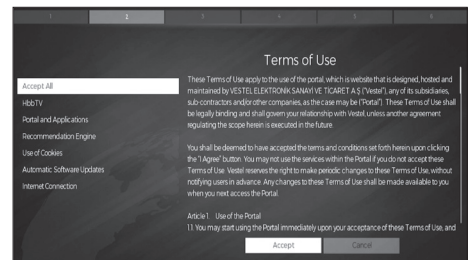 1 2 3 4 5 6
Terms of Use
Accept All
HbbTV
Portal and Applications
Recommendation Engine
Use of Cookies
Automatic Software Updates
Internet Connection
These Terms of Use apply to the use of the portal, which is website that is designed, hosted and
maintained by VESTEL ELEKTRONİK SANAYİ VE TİCARET A.Ş ("Vestel"), any of its subsidiaries,
sub-contractors and/or other companies, as the case may be ("Portal"). These Terms of Use shall
be legally binding and shall govern your relationship with Vestel, unless another agreement
regulating the scope herein is executed in the future.
You shall be deemed to have accepted the terms and conditions set forth herein upon clicking
the "I Agree" button. You may not use the services within the Portal if you do not accept these
Terms of Use. Vestel reserves the right to make periodic changes to these Terms of Use, without
notifying users in advance. Any changes to these Terms of Use shall be made available to you
when you next access the Portal.
Article 1. Use of the Portal
1.1. You may start using the Portal immediately upon your acceptance of these Terms of Use, and
Accept Cancel